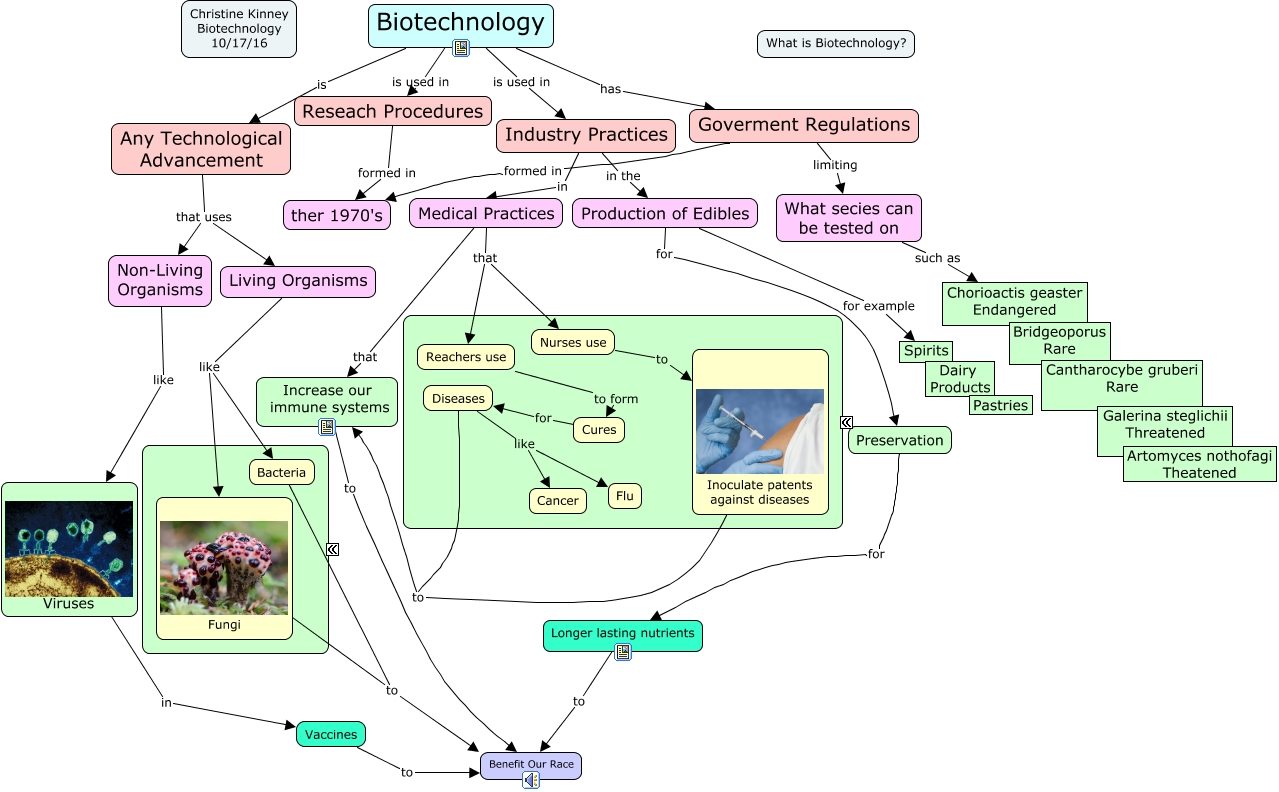 Christine Kinney
Biotechnology
10/17/16
Biotechnology
What is Biotechnology?
is
is used in
is used in
has
Reseach Procedures
Any Technological
Advancement
Industry Practices
Goverment Regulations
formed in
formed in
in
in the
limiting
that uses
ther 1970's
Medical Practices
Production of Edibles
What secies can
be tested on
Non-Living
Organisms
Living Organisms
that
for
such as
Chorioactis geaster
Endangered
for example
Bridgeoporus
Rare
Nurses use
Reachers use
to
that
like
like
Spirits
Dairy
Products
Pastries
Cantharocybe gruberi
Rare
Increase our
immune systems
Diseases
to form
for
Cures
like
Galerina steglichii
Threatened
Preservation
Artomyces nothofagi
Theatened
Bacteria
to
Cancer
Flu
Inoculate patents
against diseases
for
Viruses
Fungi
to
Longer lasting nutrients
to
in
to
Vaccines
to
Benefit Our Race